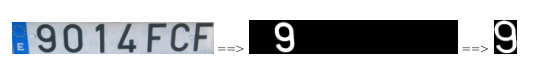 E 9014FCF ==> 9 ==> 9